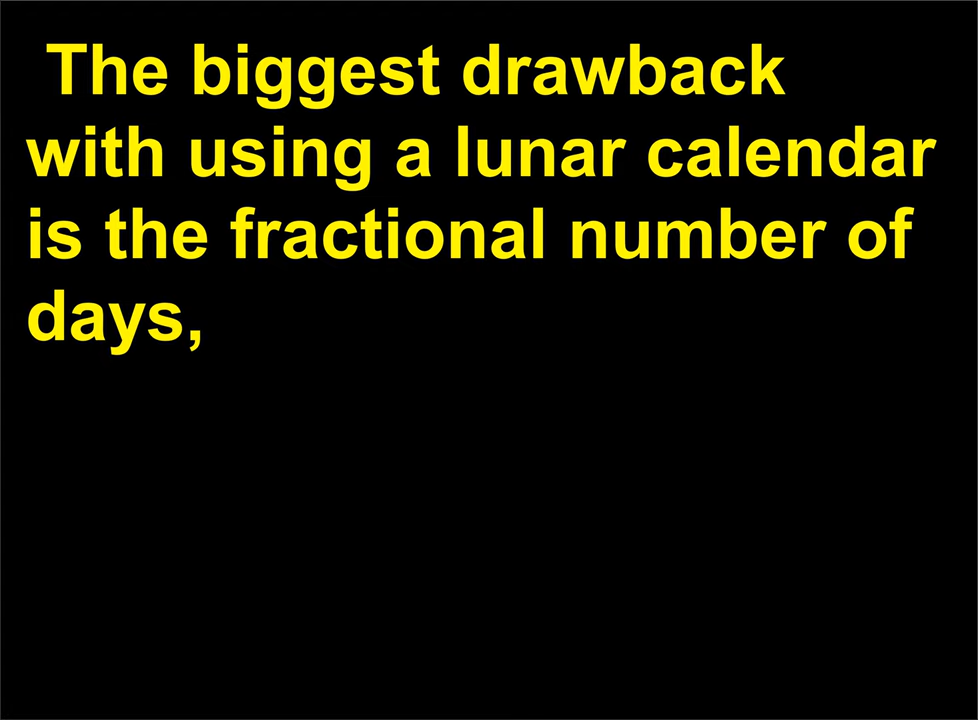 The biggest drawback
with using a lunar calendar
is the fractional number of
days,